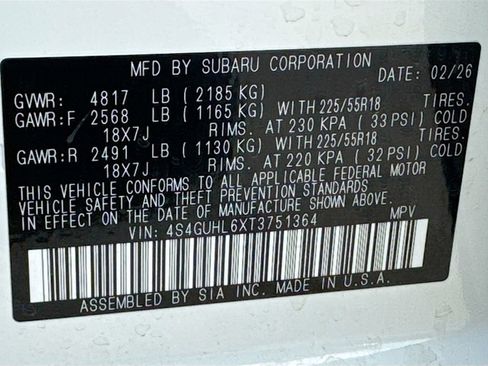 MFD BY SUBARU CORPORATION DATE: 02/26
GVWR: 4817 LB (2185 KG)
GAWR:F 2568 LB (1165 KG) WITH 225/55R18 TIRES.
18X7J RIMS. AT 230 KPA (33 PSI) COLD
GAWR:R 2491 LB (1130 KG) WITH 225/55R18 TIRES.
18X7J RIMS. AT 220 KPA (32 PSI) COLD
THIS VEHICLE CONFORMS TO ALL APPLICABLE FEDERAL MOTOR
VEHICLE SAFETY AND THEFT PREVENTION STANDARDS
IN EFFECT ON THE DATE OF MANUFACTURE SHOWN ABOVE.
VIN: 4S4GUHL6XT3751364 MPV
ASSEMBLED BY SIA INC. MADE IN U.S.A.